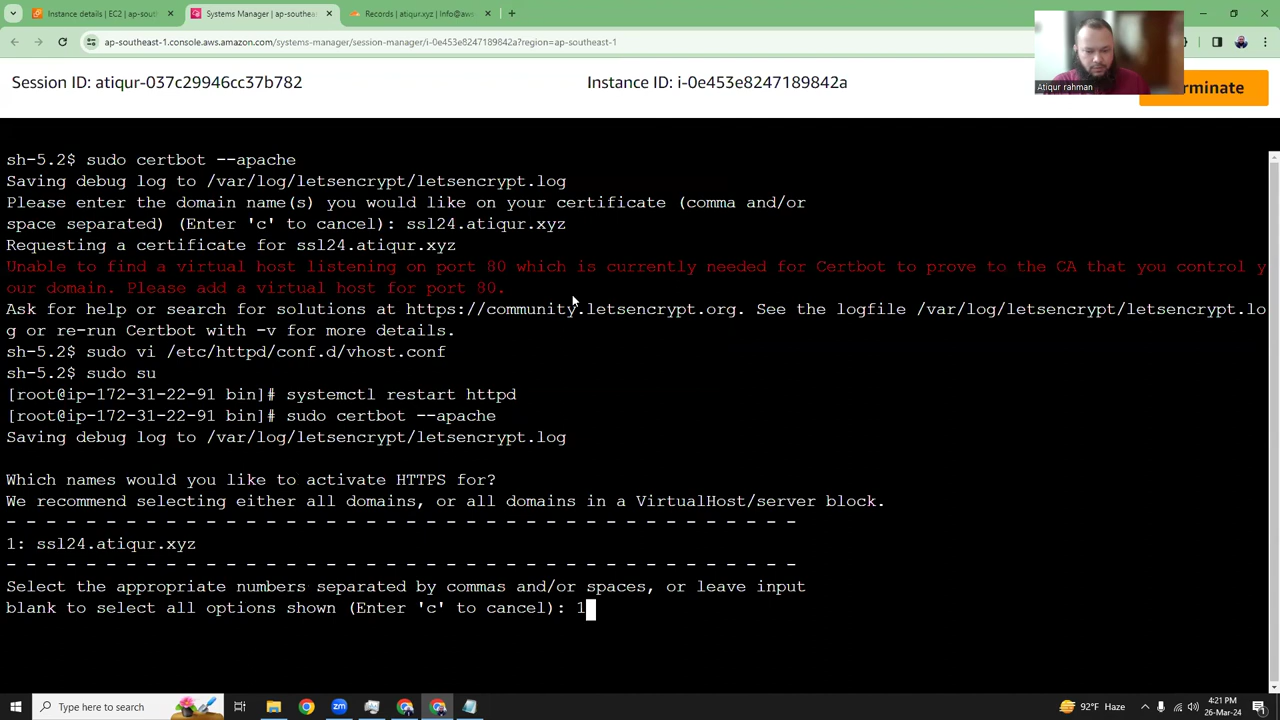 Instance details | EC2 | ap-sou
Systems Manager | ap-southeast
Records | atiqur.xyz | Info@aws
ap-southeast-1.console.aws.amazon.com/systems-manager/session-manager/i-0e453e8247189842a?region=ap-southeast-1
Session ID: atiqur-037c29946cc37b782
Instance ID: i-0e453e8247189842a
rminate
Atiqur rahman
sh-5.2$ sudo certbot --apache
Saving debug log to /var/log/letsencrypt/letsencrypt.log
Please enter the domain name(s) you would like on your certificate (comma and/or
space separated) (Enter 'c' to cancel): ssl24.atiqur.xyz
Requesting a certificate for ssl24.atiqur.xyz
Unable to find a virtual host listening on port 80 which is currently needed for Certbot to prove to the CA that you control y
our domain. Please add a virtual host for port 80.
Ask for help or search for solutions at https://community.letsencrypt.org. See the logfile /var/log/letsencrypt/letsencrypt.lo
g or re-run Certbot with -v for more details.
sh-5.2$ sudo vi /etc/httpd/conf.d/vhost.conf
sh-5.2$ sudo su
[root@ip-172-31-22-91 bin]# systemctl restart httpd
[root@ip-172-31-22-91 bin]# sudo certbot --apache
Saving debug log to /var/log/letsencrypt/letsencrypt.log
Which names would you like to activate HTTPS for?
We recommend selecting either all domains, or all domains in a VirtualHost/server block.
- - - - - - - - - - - - - - - - - - - - - - - - - - - - - - - - - - - - - - - -
1: ssl24.atiqur.xyz
- - - - - - - - - - - - - - - - - - - - - - - - - - - - - - - - - - - - - - - -
Select the appropriate numbers separated by commas and/or spaces, or leave input
blank to select all options shown (Enter 'c' to cancel): 1
Type here to search
92°F Haze
4:21 PM
26-Mar-24